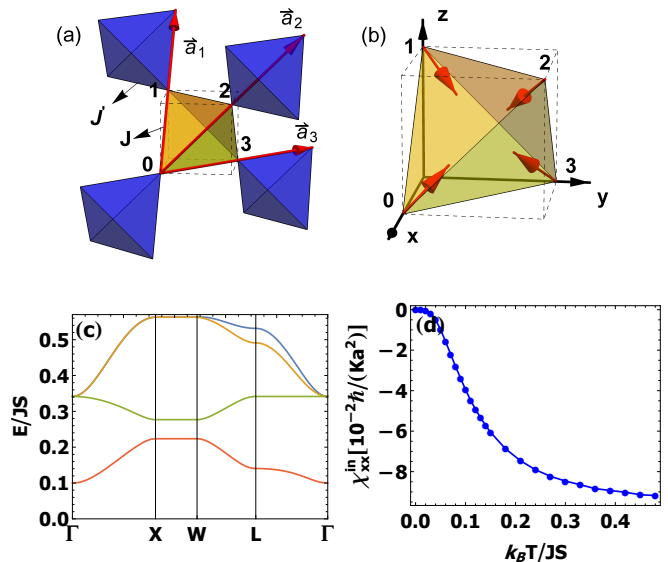 (a)
a⃗₁
a⃗₂
1
2
J'
J
a⃗₃
0
3
(b)
z
1
2
3
0
y
x
(c)
E/JS
0.5
0.4
0.3
0.2
0.1
0.0
Γ X W L Γ
(d)
χⁱⁿₓₓ[10⁻²ℏ/(Ka²)]
0
−2
−4
−6
−8
0.0 0.1 0.2 0.3 0.4
k_BT/JS